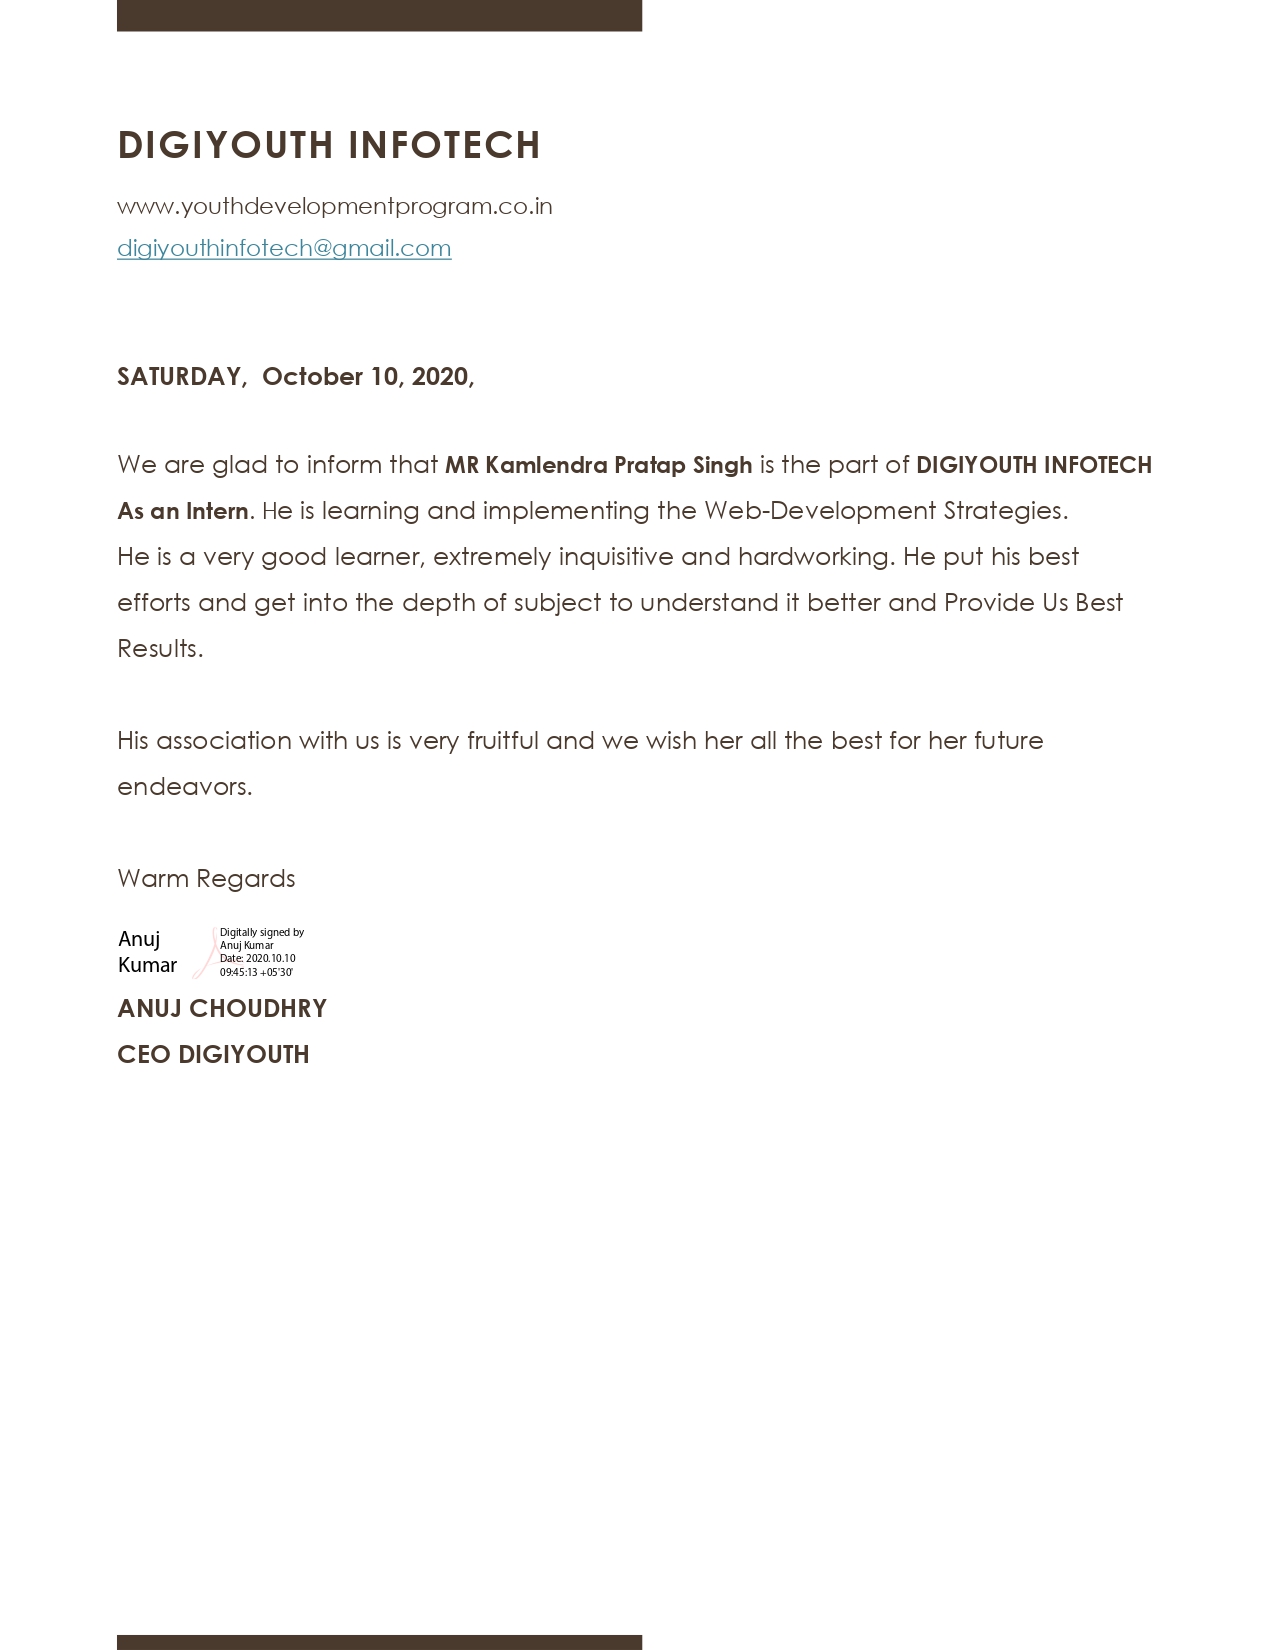 DIGIYOUTH INFOTECH
www.youthdevelopmentprogram.co.in
digiyouthinfotech@gmail.com
SATURDAY,  October 10, 2020,
We are glad to inform that MR Kamlendra Pratap Singh is the part of DIGIYOUTH INFOTECH
As an Intern. He is learning and implementing the Web-Development Strategies.
He is a very good learner, extremely inquisitive and hardworking. He put his best
efforts and get into the depth of subject to understand it better and Provide Us Best
Results.
His association with us is very fruitful and we wish her all the best for her future
endeavors.
Warm Regards
Anuj
Kumar
Digitally signed by
Anuj Kumar
Date: 2020.10.10
09:45:13 +05'30'
ANUJ CHOUDHRY
CEO DIGIYOUTH